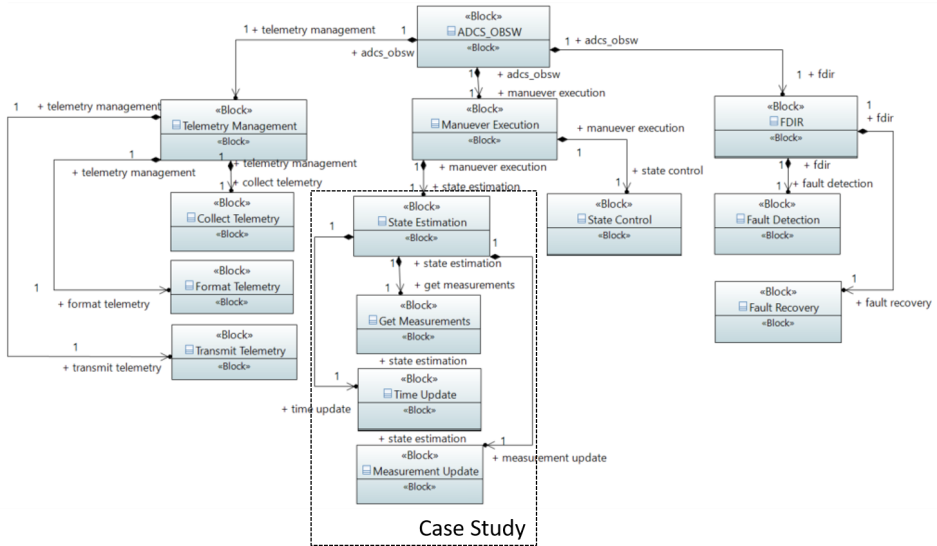 «Block»
ADCS_OBSW
«Block»
1 + telemetry management
1
+ adcs_obsw
1 + adcs_obsw
1
+ adcs_obsw
1
+ manuever execution
1 + fdir
1
+ telemetry management
«Block»
Telemetry Management
«Block»
«Block»
Manuever Execution
«Block»
+ manuever execution
1
«Block»
FDIR
«Block»
1
+ fdir
1
+ telemetry management
1
+ telemetry management
1
+ collect telemetry
1
+ manuever execution
1
+ state estimation
+ state control
1
1
+ fdir
1
+ fault detection
«Block»
Collect Telemetry
«Block»
«Block»
State Estimation
«Block»
«Block»
State Control
«Block»
«Block»
Fault Detection
«Block»
1
1
1
+ state estimation
+ get measurements
1
1
+ format telemetry
«Block»
Format Telemetry
«Block»
«Block»
Get Measurements
«Block»
«Block»
Fault Recovery
«Block»
1
+ fault recovery
1
+ transmit telemetry
«Block»
Transmit Telemetry
«Block»
+ state estimation
1
+ time update
«Block»
Time Update
«Block»
+ state estimation
1
+ measurement update
«Block»
Measurement Update
«Block»
Case Study